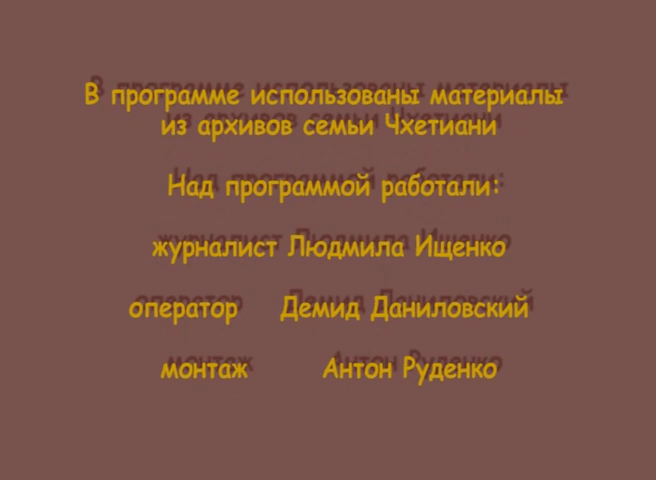 В программе использованы материалы
из архивов семьи Чхетиани
Над программой работали:
журналист Людмила Ищенко
оператор Демид Даниловский
монтаж Антон Руденко